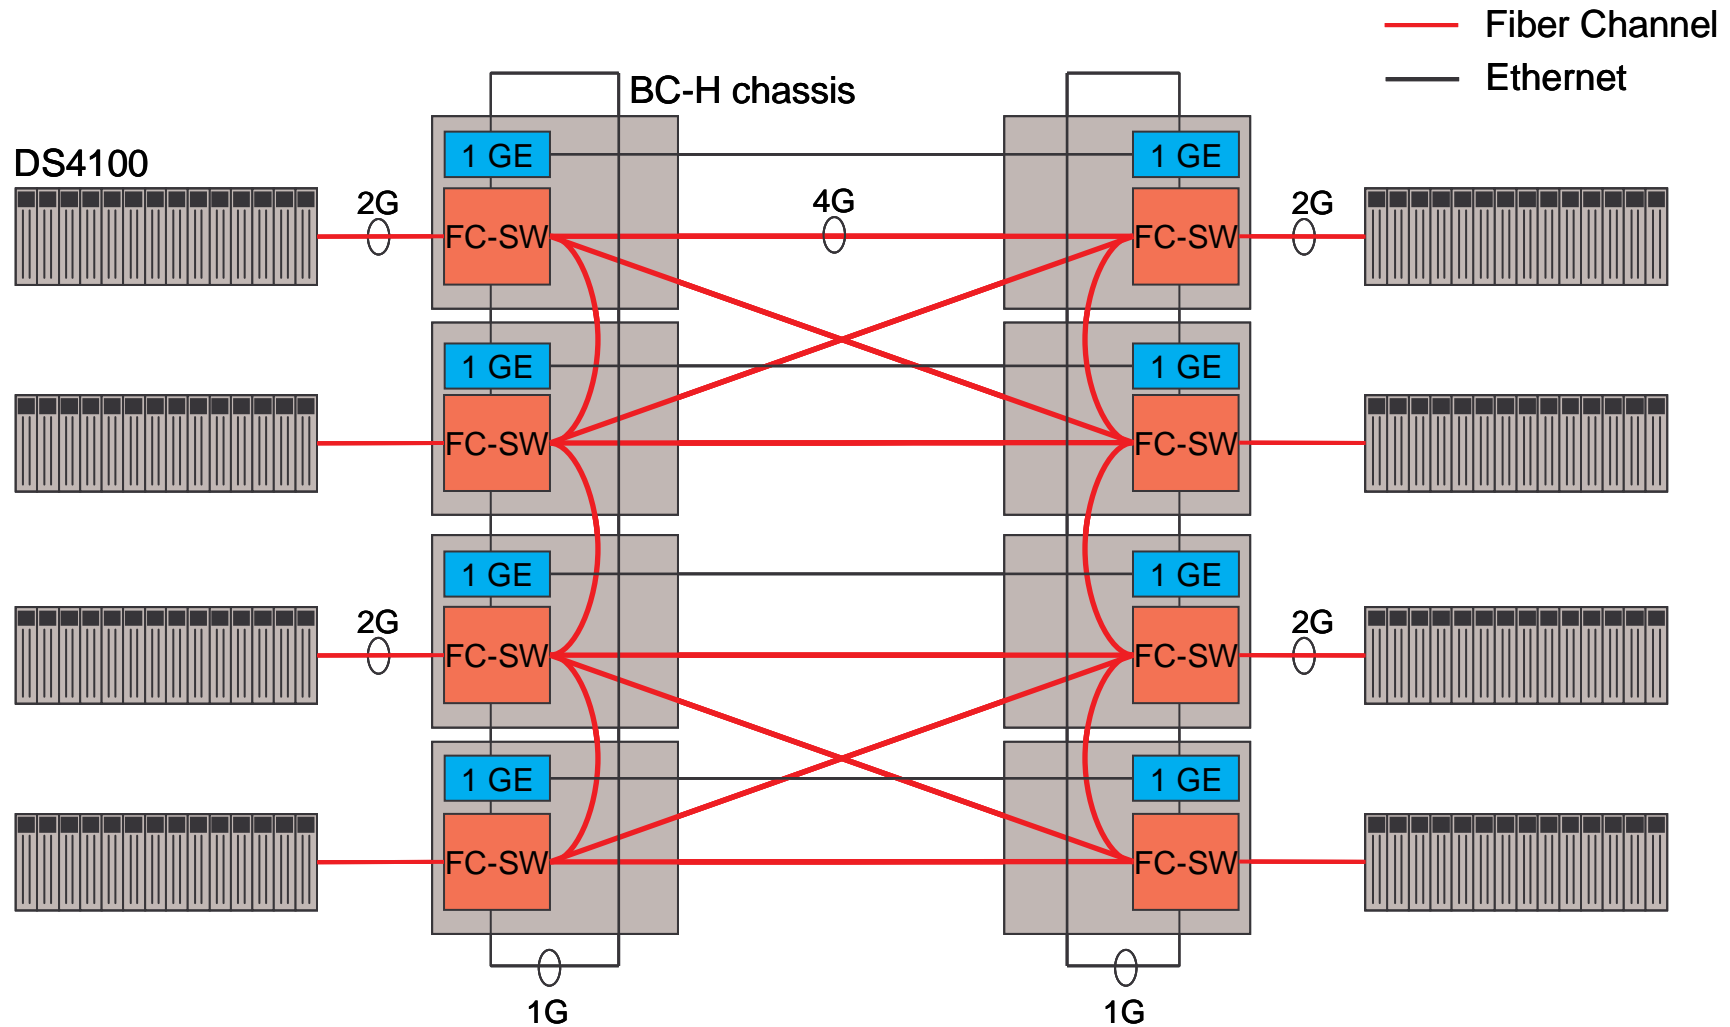 Fiber Channel
Ethernet
BC-H chassis
DS4100
1 GE
1 GE
2G
FC-SW
4G
FC-SW
2G
1 GE
1 GE
FC-SW
FC-SW
1 GE
1 GE
2G
FC-SW
FC-SW
2G
1 GE
1 GE
FC-SW
FC-SW
1G
1G